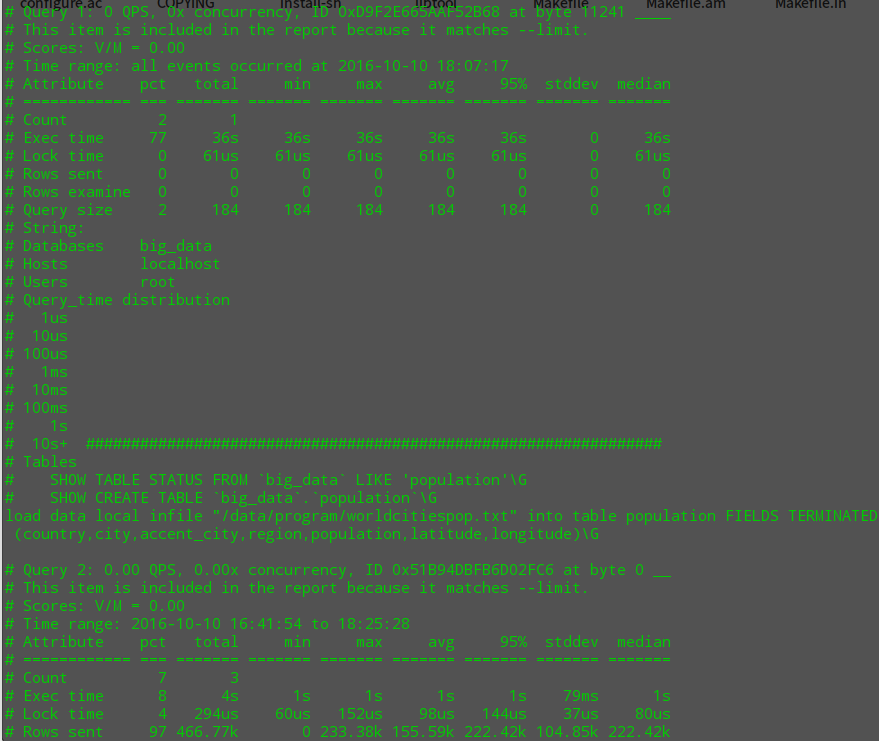 configure.ac COPYING install-sh libtool Makefile Makefile.am Makefile.in
# Query 1: 0 QPS, 0x concurrency, ID 0xD9F2E665AAF52B68 at byte 11241 ____
# This item is included in the report because it matches --limit.
# Scores: V/M = 0.00
# Time range: all events occurred at 2016-10-10 18:07:17
# Attribute    pct   total     min     max     avg     95%  stddev  median
# ============ === ======= ======= ======= ======= ======= ======= =======
# Count          2       1
# Exec time     77     36s     36s     36s     36s     36s       0     36s
# Lock time      0    61us    61us    61us    61us    61us       0    61us
# Rows sent      0       0       0       0       0       0       0       0
# Rows examine   0       0       0       0       0       0       0       0
# Query size     2     184     184     184     184     184       0     184
# String:
# Databases    big_data
# Hosts        localhost
# Users        root
# Query_time distribution
#   1us
#  10us
# 100us
#   1ms
#  10ms
# 100ms
#    1s
#  10s+  ################################################################
# Tables
#    SHOW TABLE STATUS FROM `big_data` LIKE 'population'\G
#    SHOW CREATE TABLE `big_data`.`population`\G
load data local infile "/data/program/worldcitiespop.txt" into table population FIELDS TERMINATED
(country,city,accent_city,region,population,latitude,longitude)\G
# Query 2: 0.00 QPS, 0.00x concurrency, ID 0x51B94DBFB6D02FC6 at byte 0 __
# This item is included in the report because it matches --limit.
# Scores: V/M = 0.00
# Time range: 2016-10-10 16:41:54 to 18:25:28
# Attribute    pct   total     min     max     avg     95%  stddev  median
# ============ === ======= ======= ======= ======= ======= ======= =======
# Count          7       3
# Exec time      8      4s      1s      1s      1s      1s    79ms      1s
# Lock time      4   294us    60us   152us    98us   144us    37us    80us
# Rows sent     97 466.77k       0 233.38k 155.59k 222.42k 104.85k 222.42k